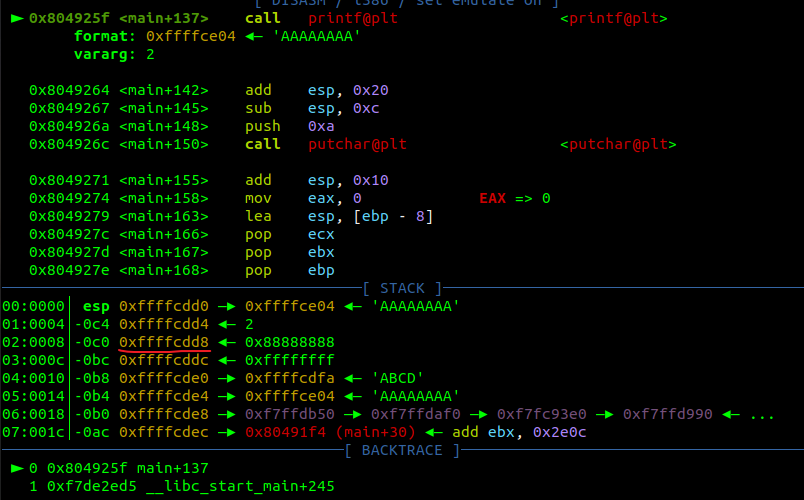 [ DISASM / i386 / set emulate on ]
► 0x804925f <main+137> call printf@plt <printf@plt>
format: 0xffffce04 ◂— 'AAAAAAAA'
vararg: 2
0x8049264 <main+142> add esp, 0x20
0x8049267 <main+145> sub esp, 0xc
0x804926a <main+148> push 0xa
0x804926c <main+150> call putchar@plt <putchar@plt>
0x8049271 <main+155> add esp, 0x10
0x8049274 <main+158> mov eax, 0 EAX => 0
0x8049279 <main+163> lea esp, [ebp - 8]
0x804927c <main+166> pop ecx
0x804927d <main+167> pop ebx
0x804927e <main+168> pop ebp
[ STACK ]
00:0000│ esp 0xffffcdd0 —▸ 0xffffce04 ◂— 'AAAAAAAA'
01:0004│-0c4 0xffffcdd4 ◂— 2
02:0008│-0c0 0xffffcdd8 ◂— 0x88888888
03:000c│-0bc 0xffffcddc ◂— 0xffffffff
04:0010│-0b8 0xffffcde0 —▸ 0xffffcdfa ◂— 'ABCD'
05:0014│-0b4 0xffffcde4 —▸ 0xffffce04 ◂— 'AAAAAAAA'
06:0018│-0b0 0xffffcde8 —▸ 0xf7ffdb50 —▸ 0xf7ffdaf0 —▸ 0xf7fc93e0 —▸ 0xf7ffd990 ◂— ...
07:001c│-0ac 0xffffcdec —▸ 0x80491f4 (main+30) ◂— add ebx, 0x2e0c
[ BACKTRACE ]
► 0 0x804925f main+137
1 0xf7de2ed5 __libc_start_main+245